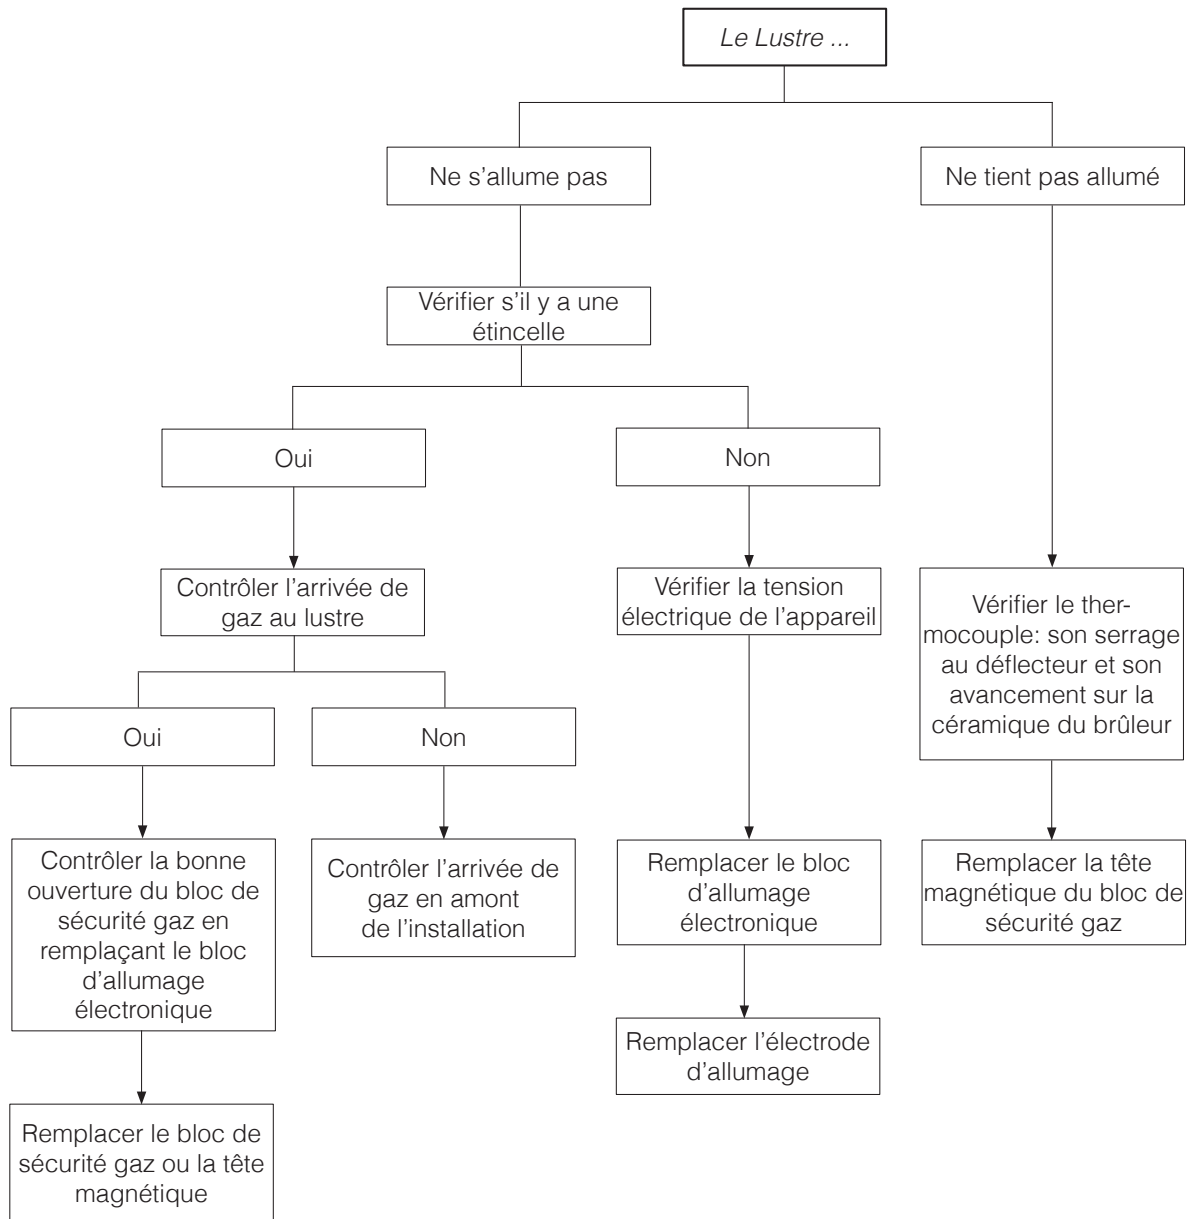 Le Lustre ...
Ne s'allume pas
Ne tient pas allumé
Vérifier s'il y a une
étincelle
Oui
Non
Contrôler l'arrivée de
gaz au lustre
Vérifier la tension
électrique de l'appareil
Vérifier le ther-
mocouple: son serrage
au déflecteur et son
avancement sur la
céramique du brûleur
Oui
Non
Contrôler la bonne
ouverture du bloc de
sécurité gaz en
remplaçant le bloc
d'allumage
électronique
Contrôler l'arrivée de
gaz en amont
de l'installation
Remplacer le bloc
d'allumage
électronique
Remplacer la tête
magnétique du bloc de
sécurité gaz
Remplacer l'électrode
d'allumage
Remplacer le bloc de
sécurité gaz ou la tête
magnétique